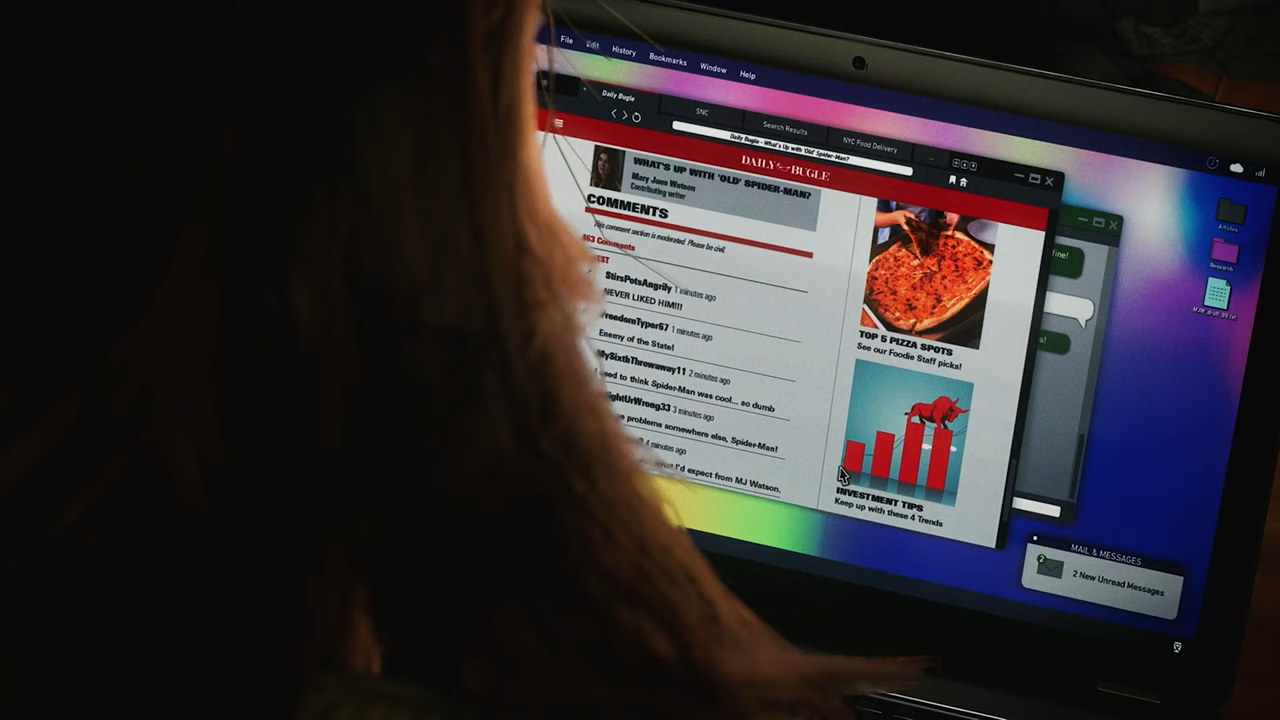 File Edit History Bookmarks Window Help
Daily Bugle
SNC
Search Results
NYC Food Delivery
Daily Bugle - What's Up with 'Old' Spider-Man?
DAILY BUGLE
WHAT'S UP WITH 'OLD' SPIDER-MAN?
Mary Jane Watson
Contributing writer
COMMENTS
This comment section is moderated. Please be civil.
463 Comments
StirsPotsAngrily 1 minutes ago
NEVER LIKED HIM!!!
FreedomTyper67 1 minutes ago
Enemy of the State!
MySixthThrowaway11 2 minutes ago
used to think Spider-Man was cool... so dumb
3 minutes ago
problems somewhere else, Spider-Man!
4 minutes ago
I'd expect from MJ Watson.
TOP 5 PIZZA SPOTS
See our Foodie Staff picks!
INVESTMENT TIPS
Keep up with these 4 Trends
Articles
Research
MAIL & MESSAGES
2
2 New Unread Messages